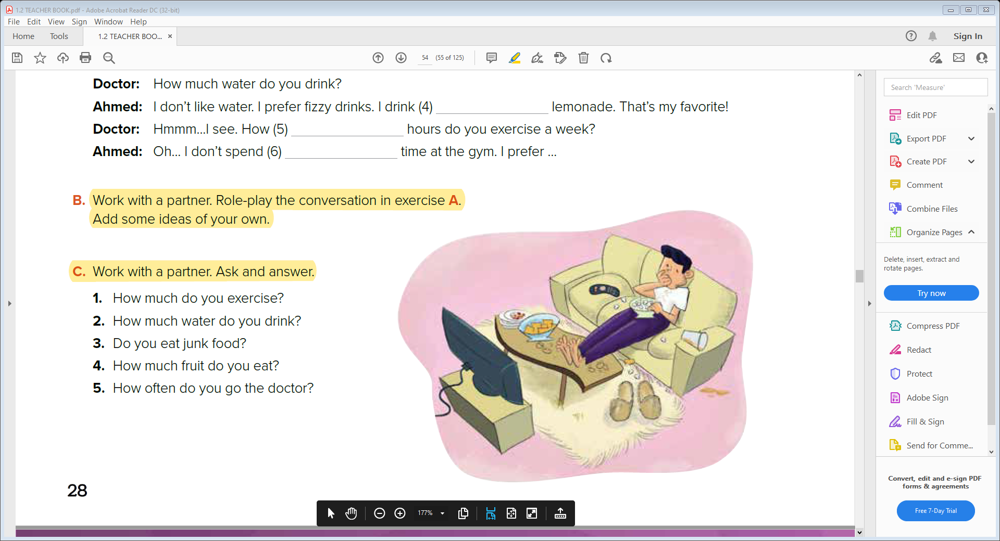 1.2 TEACHER BOOK.pdf - Adobe Acrobat Reader DC (32-bit)
File Edit View Sign Window Help
Home Tools 1.2 TEACHER BOO... × Sign In
54 (55 of 125)
Doctor: How much water do you drink?
Ahmed: I don't like water. I prefer fizzy drinks. I drink (4) ________________ lemonade. That's my favorite!
Doctor: Hmmm...I see. How (5) ________________ hours do you exercise a week?
Ahmed: Oh... I don't spend (6) ________________ time at the gym. I prefer ...
B. Work with a partner. Role-play the conversation in exercise A.
Add some ideas of your own.
C. Work with a partner. Ask and answer.
1. How much do you exercise?
2. How much water do you drink?
3. Do you eat junk food?
4. How much fruit do you eat?
5. How often do you go the doctor?
28
177%
Search 'Measure'
Edit PDF
Export PDF
Create PDF
Comment
Combine Files
Organize Pages
Delete, insert, extract and
rotate pages.
Try now
Compress PDF
Redact
Protect
Adobe Sign
Fill & Sign
Send for Comme...
Convert, edit and e-sign PDF
forms & agreements
Free 7-Day Trial